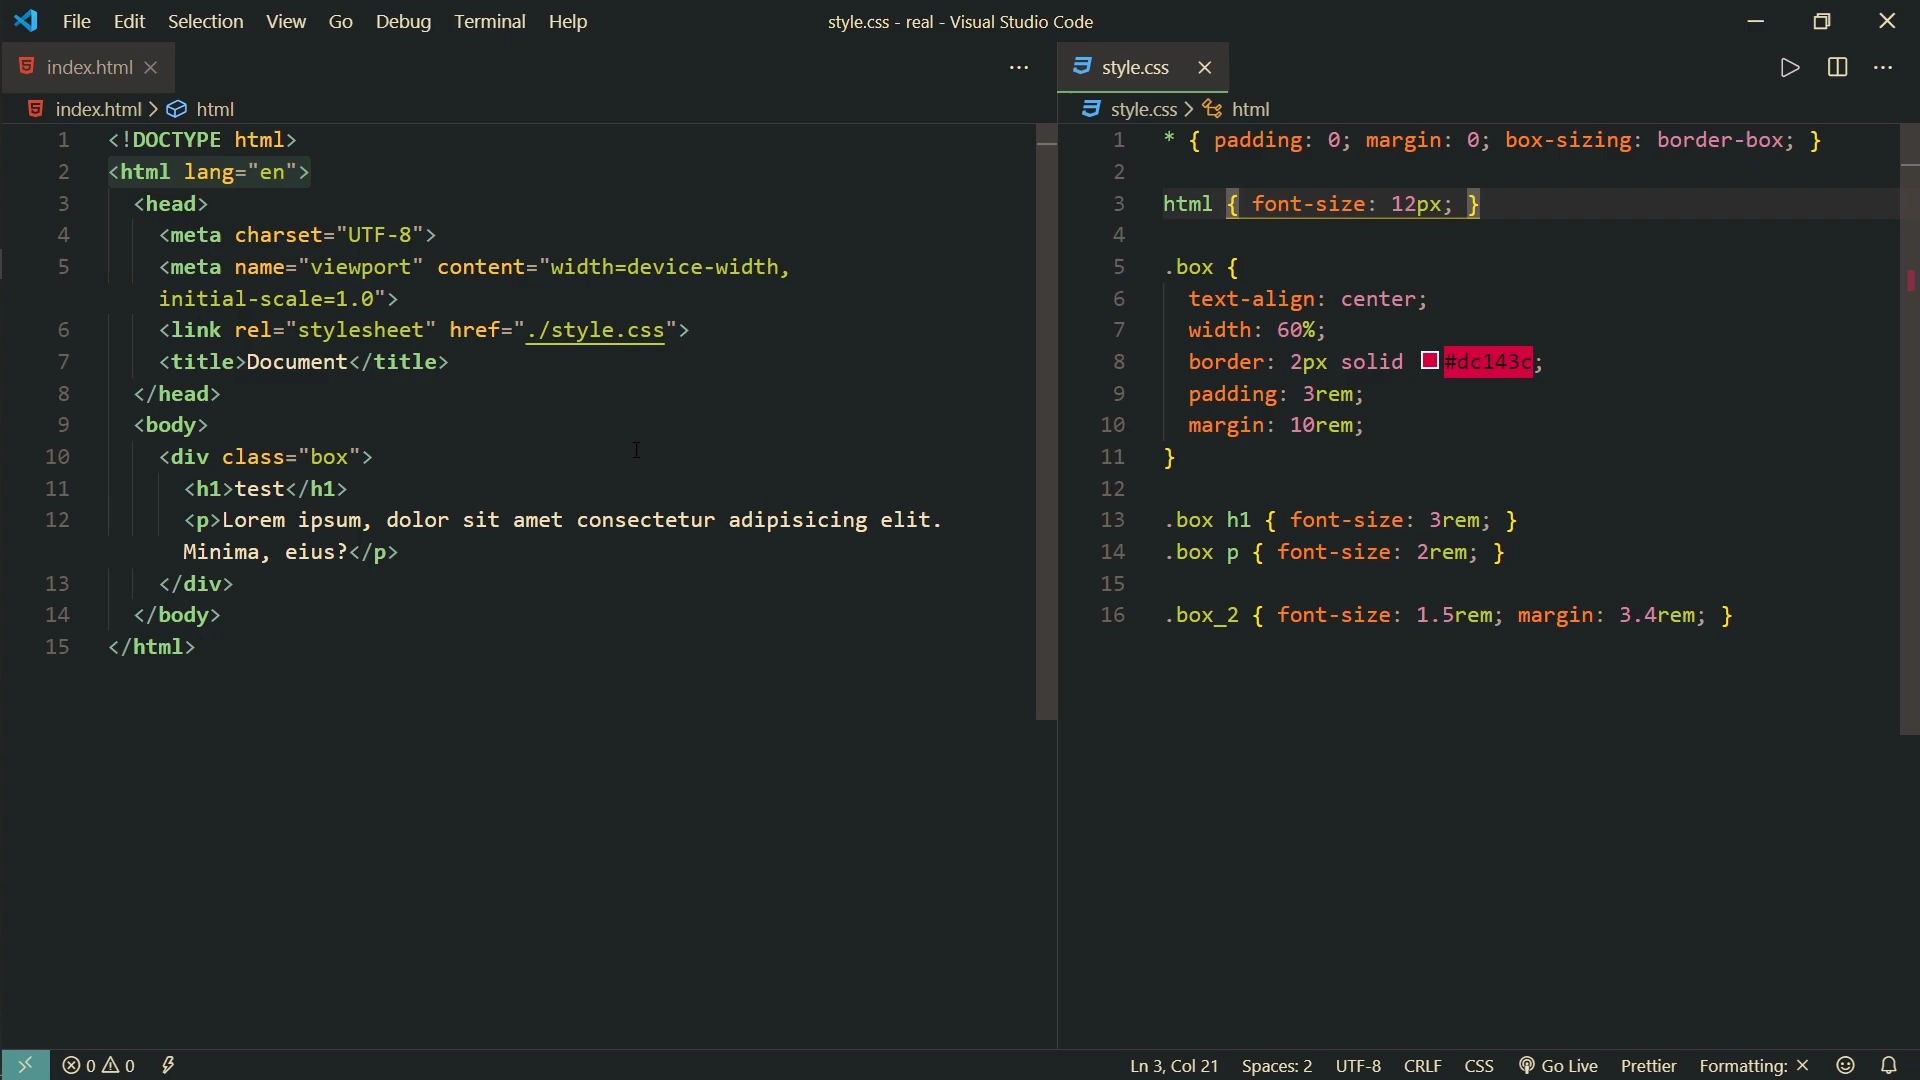 File Edit Selection View Go Debug Terminal Help
style.css - real - Visual Studio Code
index.html
index.html > html
1 <!DOCTYPE html>
2 <html lang="en">
3 <head>
4 <meta charset="UTF-8">
5 <meta name="viewport" content="width=device-width,
initial-scale=1.0">
6 <link rel="stylesheet" href="./style.css">
7 <title>Document</title>
8 </head>
9 <body>
10 <div class="box">
11 <h1>test</h1>
12 <p>Lorem ipsum, dolor sit amet consectetur adipisicing elit.
Minima, eius?</p>
13 </div>
14 </body>
15 </html>
style.css
style.css > html
1 * { padding: 0; margin: 0; box-sizing: border-box; }
2
3 html { font-size: 12px; }
4
5 .box {
6 text-align: center;
7 width: 60%;
8 border: 2px solid #dc143c;
9 padding: 3rem;
10 margin: 10rem;
11 }
12
13 .box h1 { font-size: 3rem; }
14 .box p { font-size: 2rem; }
15
16 .box_2 { font-size: 1.5rem; margin: 3.4rem; }
0 0
Ln 3, Col 21 Spaces: 2 UTF-8 CRLF CSS Go Live Prettier Formatting: ×